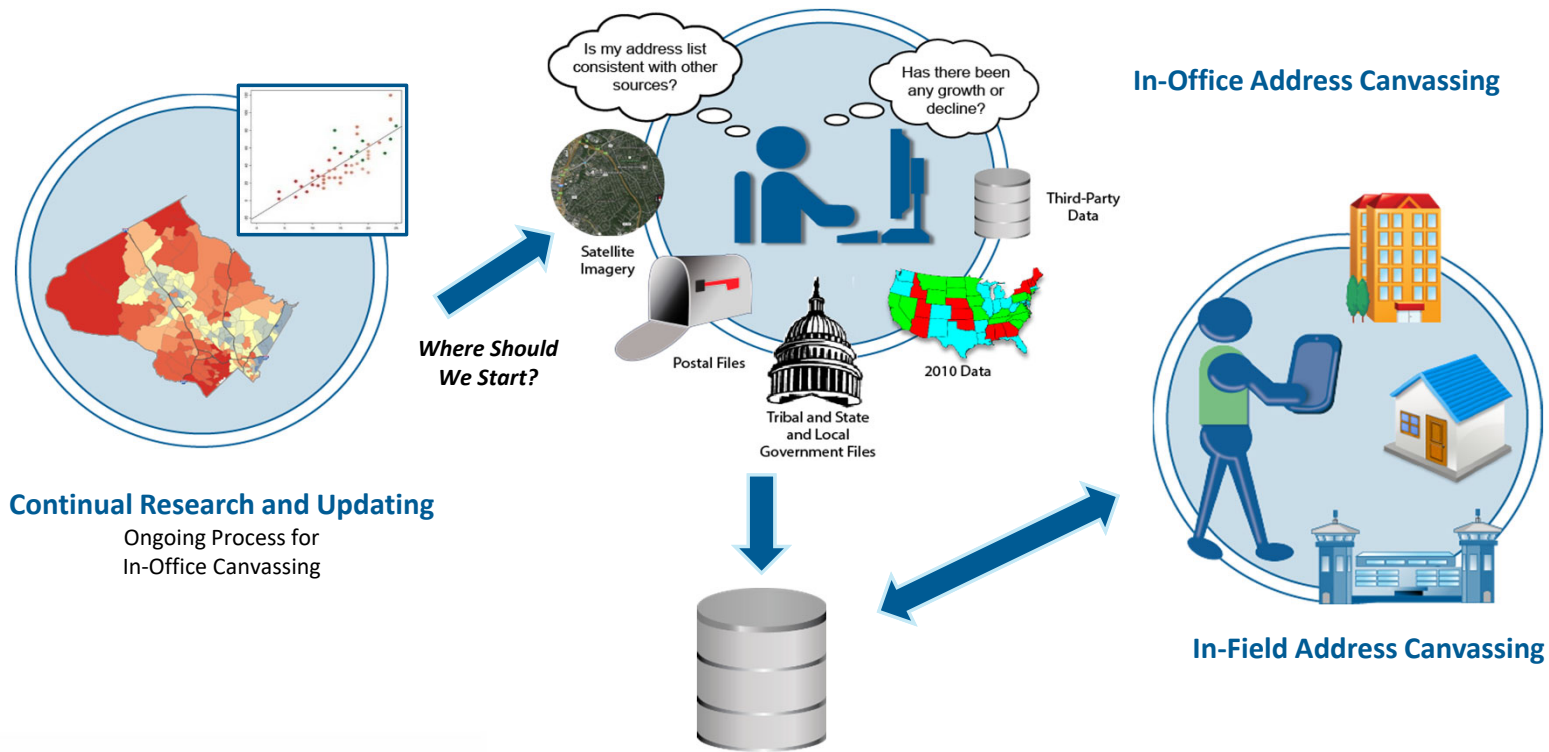 Is my address list
consistent with other
sources?
Has there been
any growth or
decline?
In-Office Address Canvassing
Satellite
Imagery
Third-Party
Data
Postal Files
2010 Data
Tribal and State
and Local
Government Files
Where Should
We Start?
Continual Research and Updating
Ongoing Process for
In-Office Canvassing
In-Field Address Canvassing